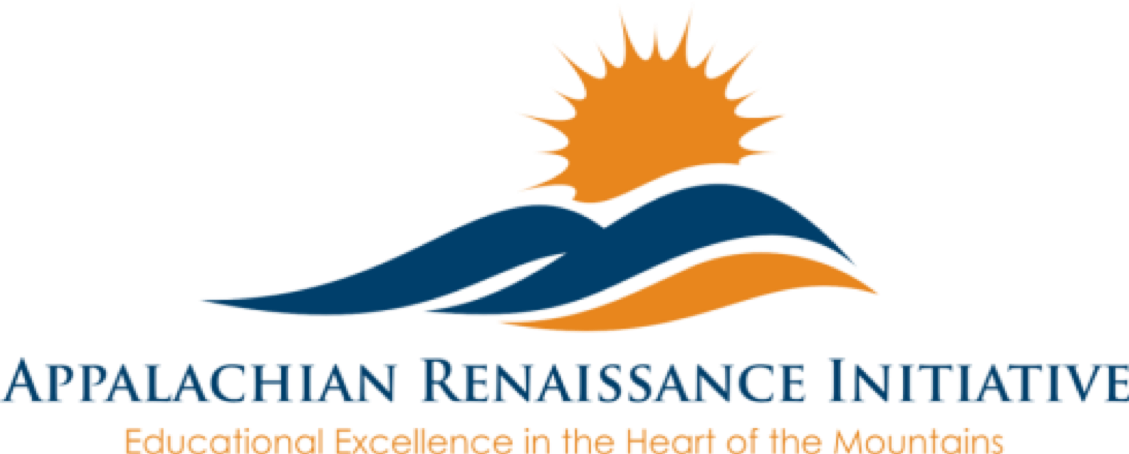 Appalachian Renaissance Initiative
Educational Excellence in the Heart of the Mountains